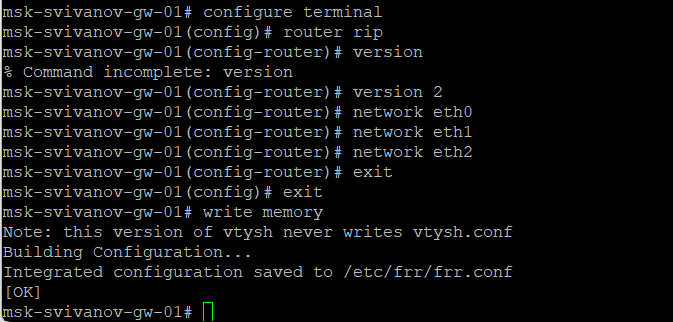 msk-svivanov-gw-01# configure terminal
msk-svivanov-gw-01(config)# router rip
msk-svivanov-gw-01(config-router)# version
% Command incomplete: version
msk-svivanov-gw-01(config-router)# version 2
msk-svivanov-gw-01(config-router)# network eth0
msk-svivanov-gw-01(config-router)# network eth1
msk-svivanov-gw-01(config-router)# network eth2
msk-svivanov-gw-01(config-router)# exit
msk-svivanov-gw-01(config)# exit
msk-svivanov-gw-01# write memory
Note: this version of vtysh never writes vtysh.conf
Building Configuration...
Integrated configuration saved to /etc/frr/frr.conf
[OK]
msk-svivanov-gw-01#